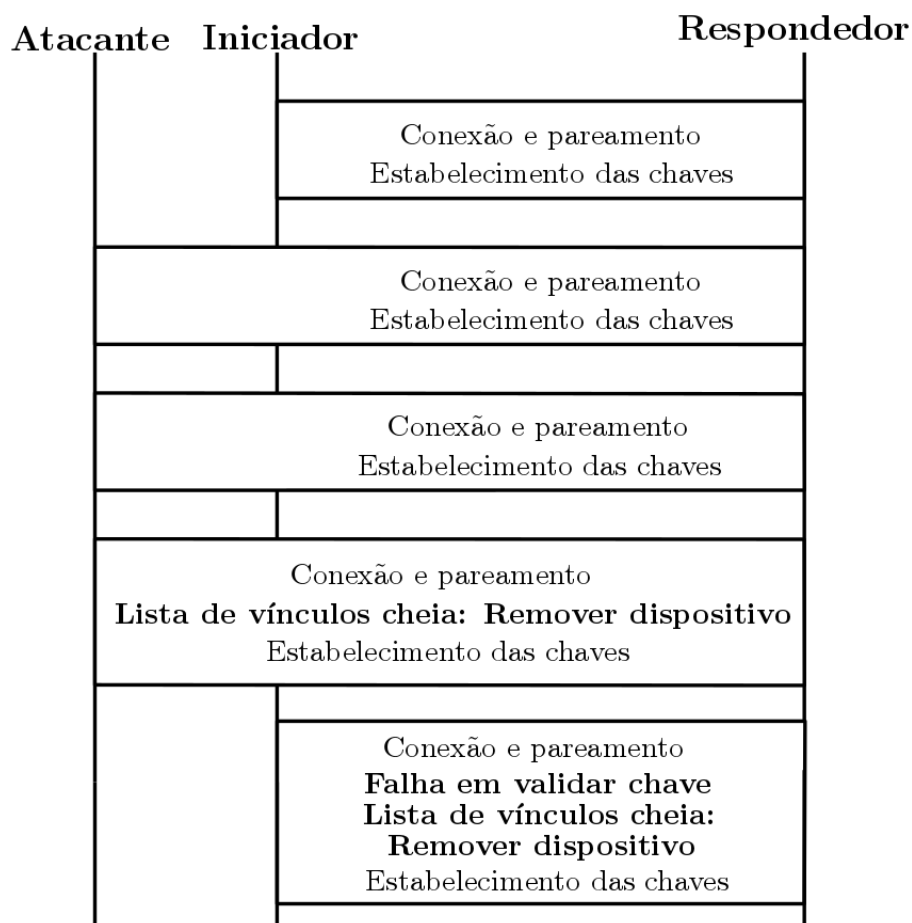 Atacante Iniciador Respondedor
Conexão e pareamento
Estabelecimento das chaves
Conexão e pareamento
Estabelecimento das chaves
Conexão e pareamento
Estabelecimento das chaves
Conexão e pareamento
Lista de vínculos cheia: Remover dispositivo
Estabelecimento das chaves
Conexão e pareamento
Falha em validar chave
Lista de vínculos cheia:
Remover dispositivo
Estabelecimento das chaves